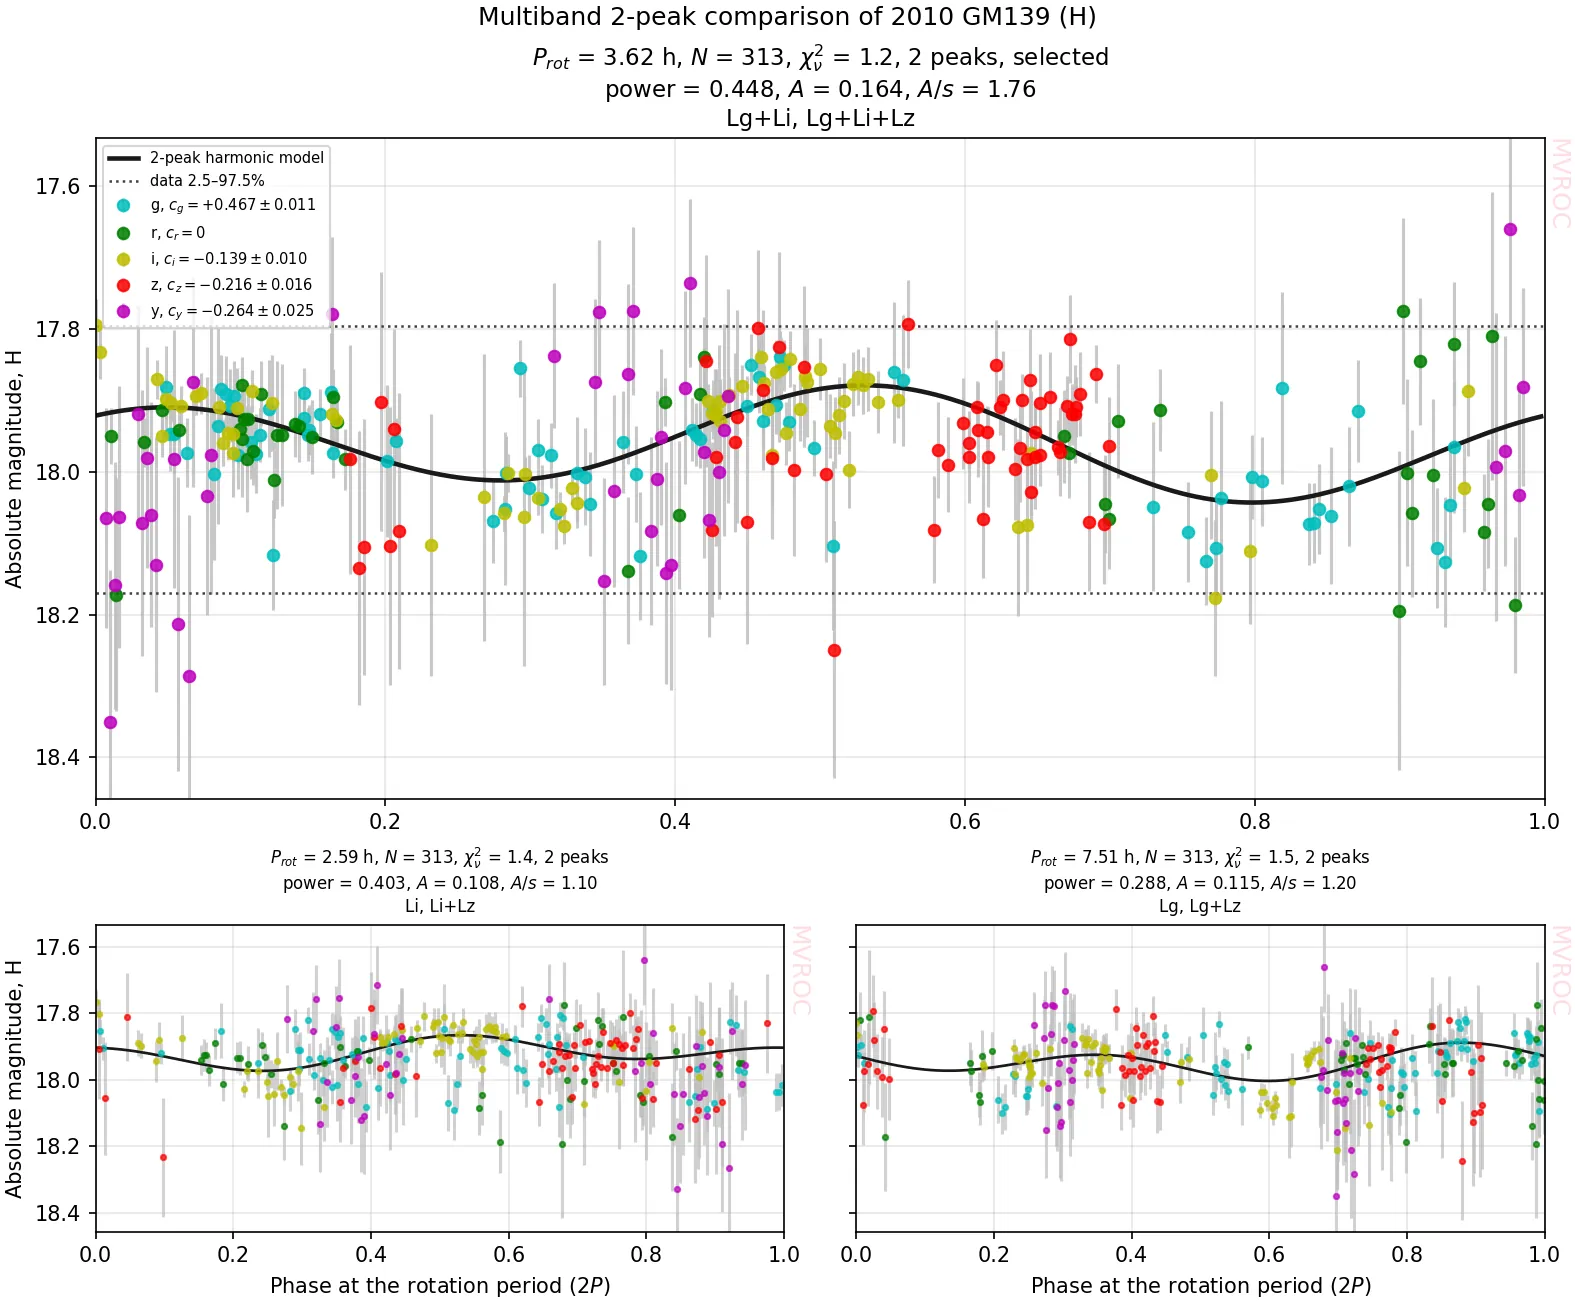 Multiband 2-peak comparison of 2010 GM139 (H)
P_rot = 3.62 h, N = 313, χ²_ν = 1.2, 2 peaks, selected
power = 0.448, A = 0.164, A/s = 1.76
Lg+Li, Lg+Li+Lz
2-peak harmonic model
data 2.5–97.5%
g, c_g = +0.467 ± 0.011
r, c_r = 0
i, c_i = −0.139 ± 0.010
z, c_z = −0.216 ± 0.016
y, c_y = −0.264 ± 0.025
MVROC
Absolute magnitude, H
17.6
17.8
18.0
18.2
18.4
0.0 0.2 0.4 0.6 0.8 1.0
P_rot = 2.59 h, N = 313, χ²_ν = 1.4, 2 peaks
power = 0.403, A = 0.108, A/s = 1.10
Li, Li+Lz
MVROC
Absolute magnitude, H
17.6
17.8
18.0
18.2
18.4
0.0 0.2 0.4 0.6 0.8 1.0
Phase at the rotation period (2P)
P_rot = 7.51 h, N = 313, χ²_ν = 1.5, 2 peaks
power = 0.288, A = 0.115, A/s = 1.20
Lg, Lg+Lz
MVROC
0.0 0.2 0.4 0.6 0.8 1.0
Phase at the rotation period (2P)